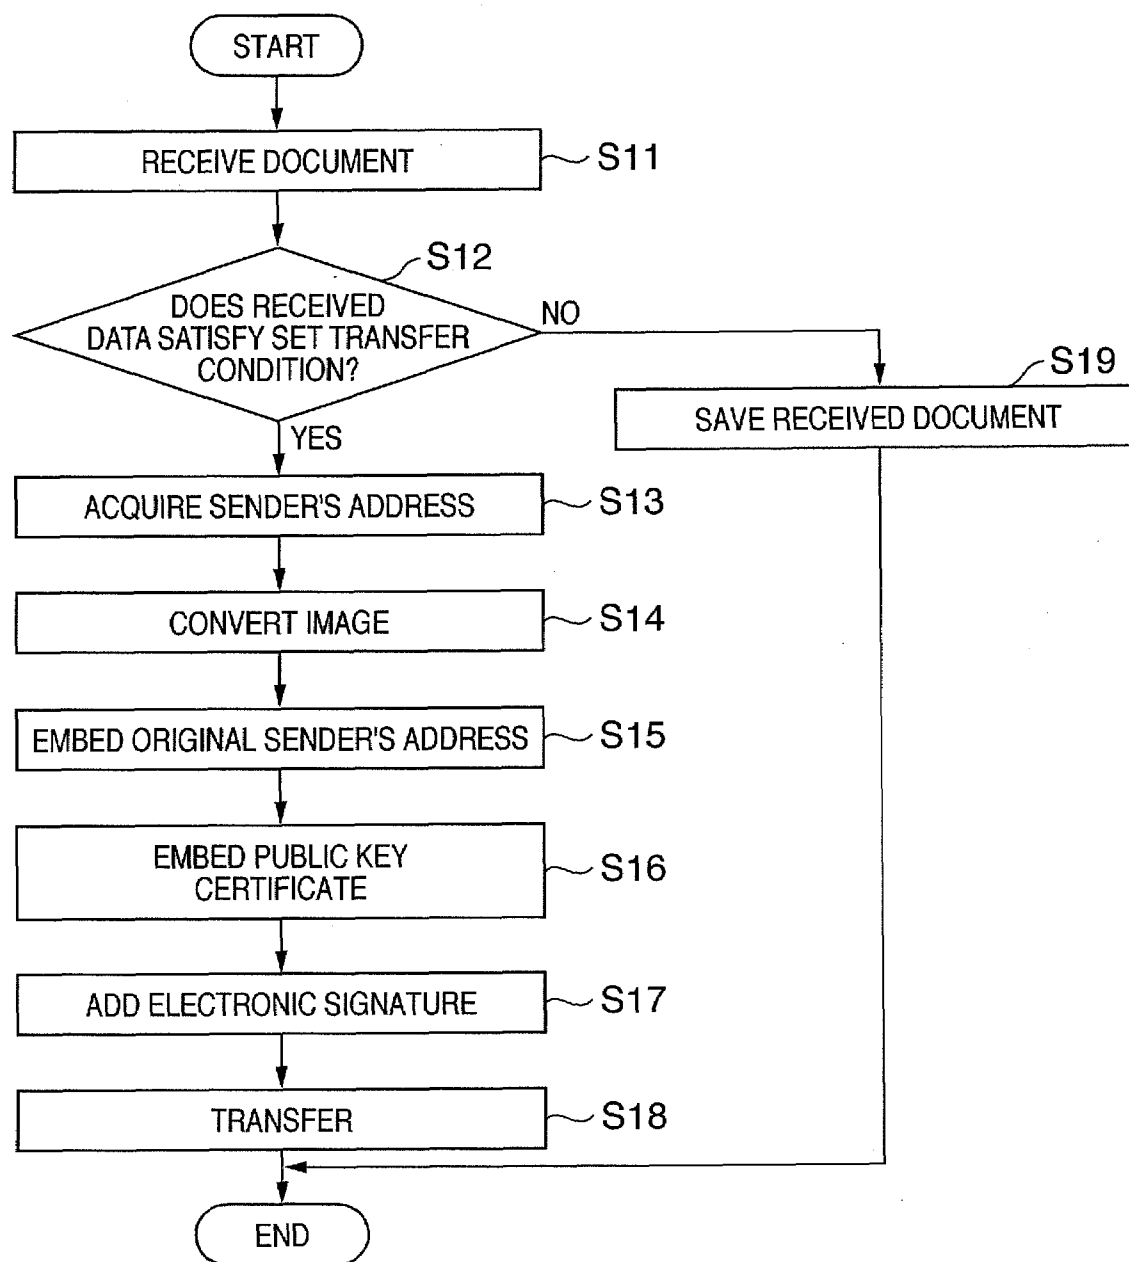 START
RECEIVE DOCUMENT
S11
S12
DOES RECEIVED
DATA SATISFY SET TRANSFER
CONDITION?
NO
YES
S19
SAVE RECEIVED DOCUMENT
ACQUIRE SENDER'S ADDRESS
S13
CONVERT IMAGE
S14
EMBED ORIGINAL SENDER'S ADDRESS
S15
EMBED PUBLIC KEY
CERTIFICATE
S16
ADD ELECTRONIC SIGNATURE
S17
TRANSFER
S18
END